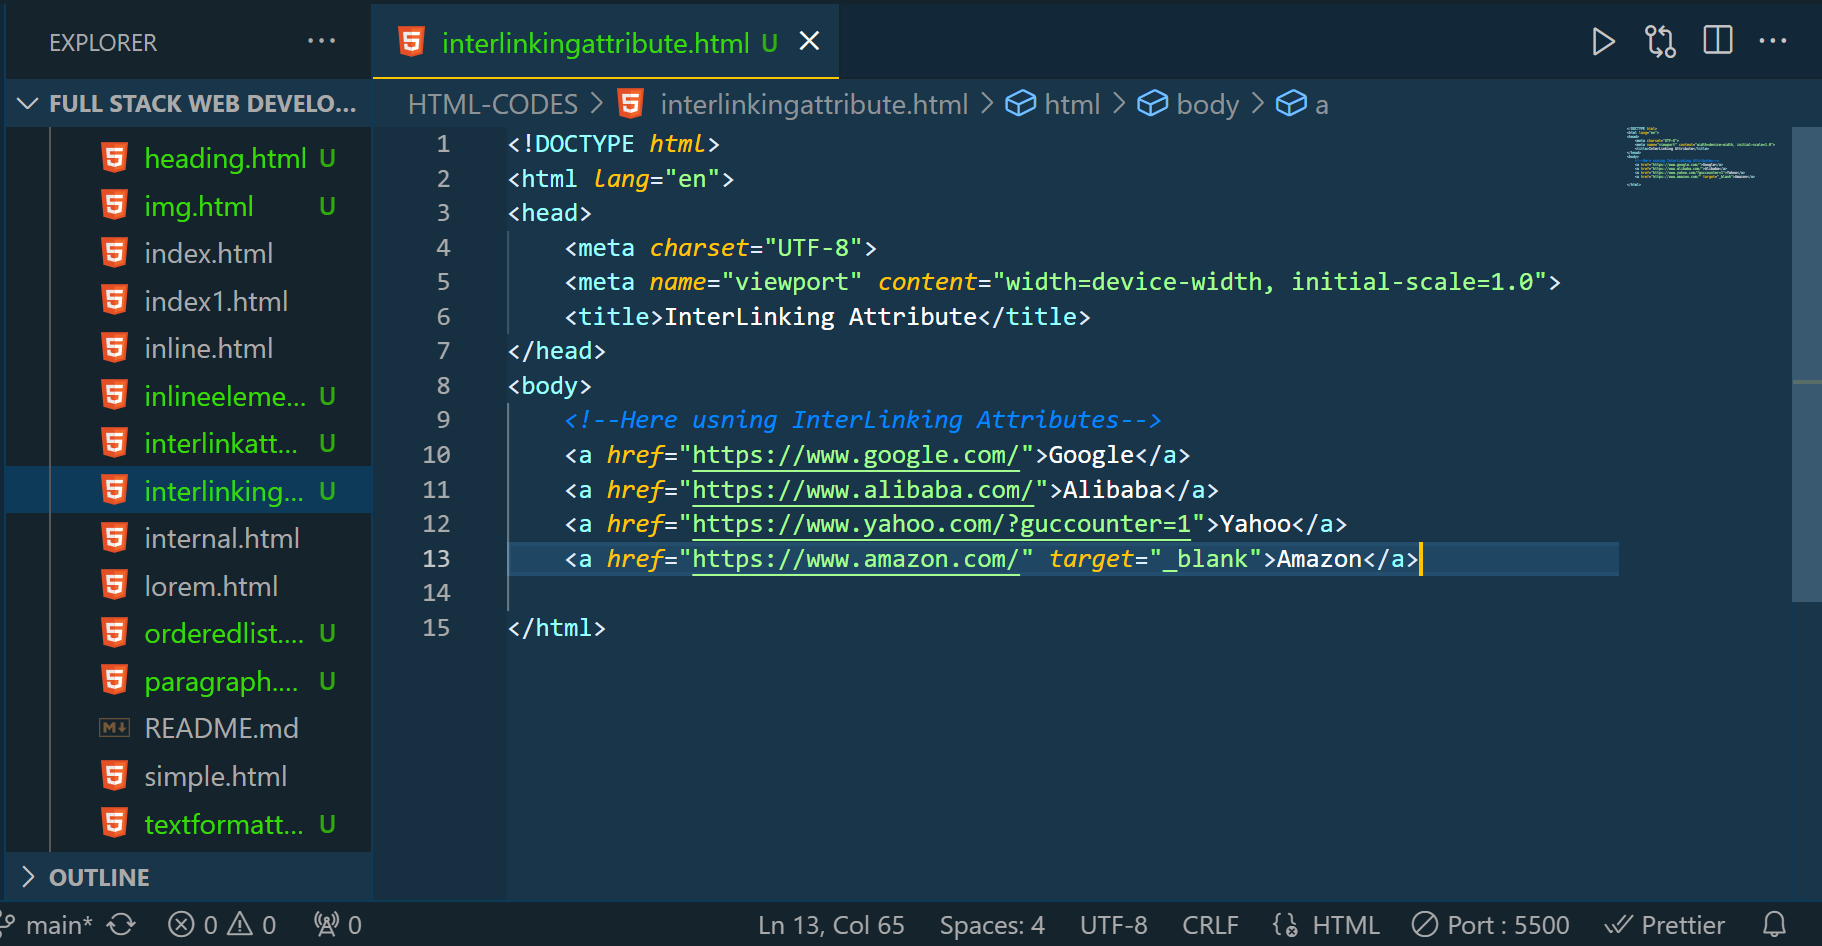 EXPLORER
interlinkingattribute.html U
FULL STACK WEB DEVELO...
heading.html U
img.html U
index.html
index1.html
inline.html
inlineeleme... U
interlinkatt... U
interlinking... U
internal.html
lorem.html
orderedlist.... U
paragraph.... U
README.md
simple.html
textformatt... U
OUTLINE
HTML-CODES > interlinkingattribute.html > html > body > a
1 <!DOCTYPE html>
2 <html lang="en">
3 <head>
4 <meta charset="UTF-8">
5 <meta name="viewport" content="width=device-width, initial-scale=1.0">
6 <title>InterLinking Attribute</title>
7 </head>
8 <body>
9 <!--Here usning InterLinking Attributes-->
10 <a href="https://www.google.com/">Google</a>
11 <a href="https://www.alibaba.com/">Alibaba</a>
12 <a href="https://www.yahoo.com/?guccounter=1">Yahoo</a>
13 <a href="https://www.amazon.com/" target="_blank">Amazon</a>
14
15 </html>
main* 0 0 0 Ln 13, Col 65 Spaces: 4 UTF-8 CRLF HTML Port : 5500 Prettier